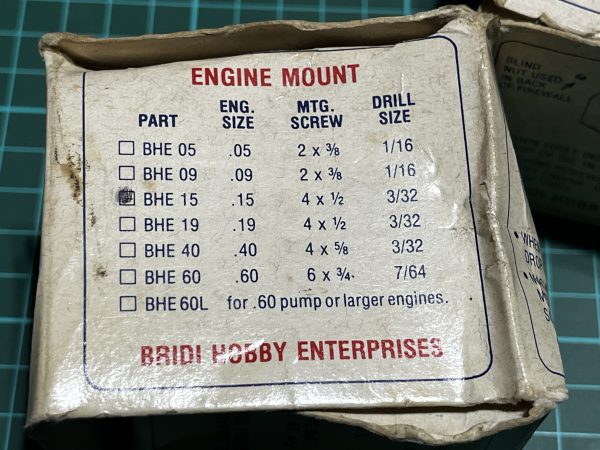 ENGINE MOUNT
PART ENG. SIZE MTG. SCREW DRILL SIZE
BHE 05 .05 2 x 3/8 1/16
BHE 09 .09 2 x 3/8 1/16
BHE 15 .15 4 x 1/2 3/32
BHE 19 .19 4 x 1/2 3/32
BHE 40 .40 4 x 5/8 3/32
BHE 60 .60 6 x 3/4 7/64
BHE 60L for .60 pump or larger engines.
BRIDI HOBBY ENTERPRISES
BLIND
NUT USED
IN BACK
OF FIREWALL